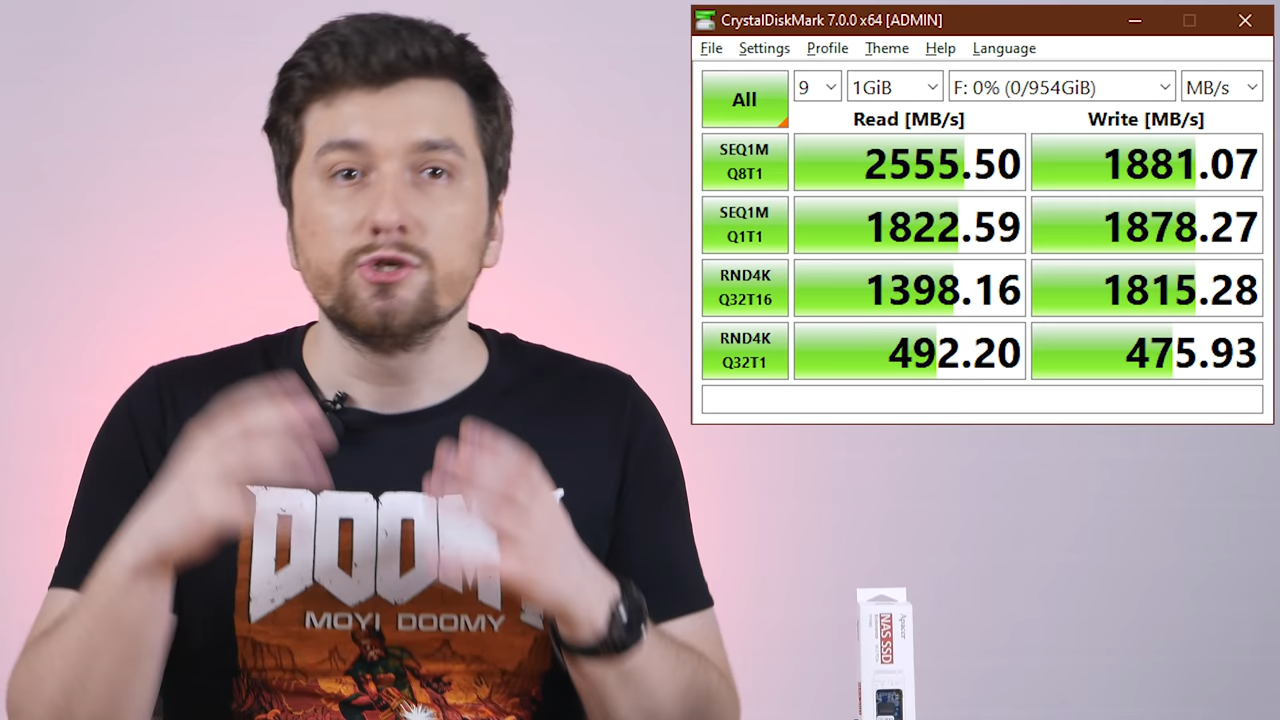 CrystalDiskMark 7.0.0 x64 [ADMIN]
File Settings Profile Theme Help Language
All 9 1GiB F: 0% (0/954GiB) MB/s
Read [MB/s] Write [MB/s]
SEQ1M
Q8T1 2555.50 1881.07
SEQ1M
Q1T1 1822.59 1878.27
RND4K
Q32T16 1398.16 1815.28
RND4K
Q32T1 492.20 475.93
DOOM
MOYI DOOMY
Apacer
NAS SSD